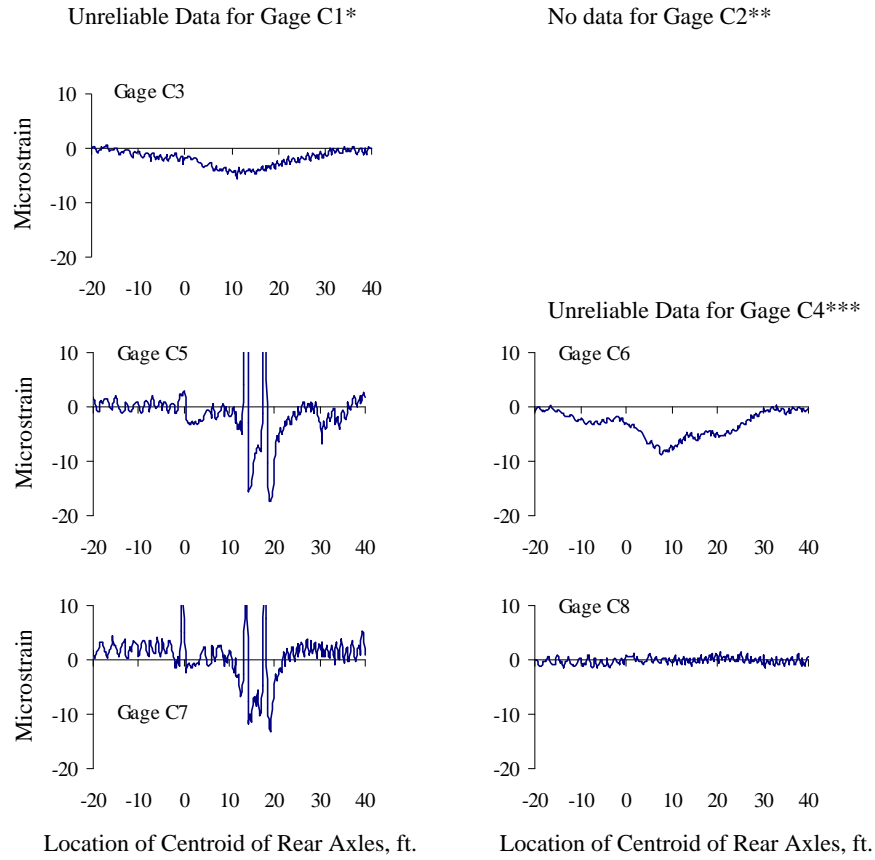 Unreliable Data for Gage C1*
No data for Gage C2**
Gage C3
10
0
-10
-20
Microstrain
-20 -10 0 10 20 30 40
Unreliable Data for Gage C4***
Gage C5
10
0
-10
-20
Microstrain
-20 -10 0 10 20 30 40
Gage C6
10
0
-10
-20
-20 -10 0 10 20 30 40
Gage C7
10
0
-10
-20
Microstrain
-20 -10 0 10 20 30 40
Location of Centroid of Rear Axles, ft.
Gage C8
10
0
-10
-20
-20 -10 0 10 20 30 40
Location of Centroid of Rear Axles, ft.